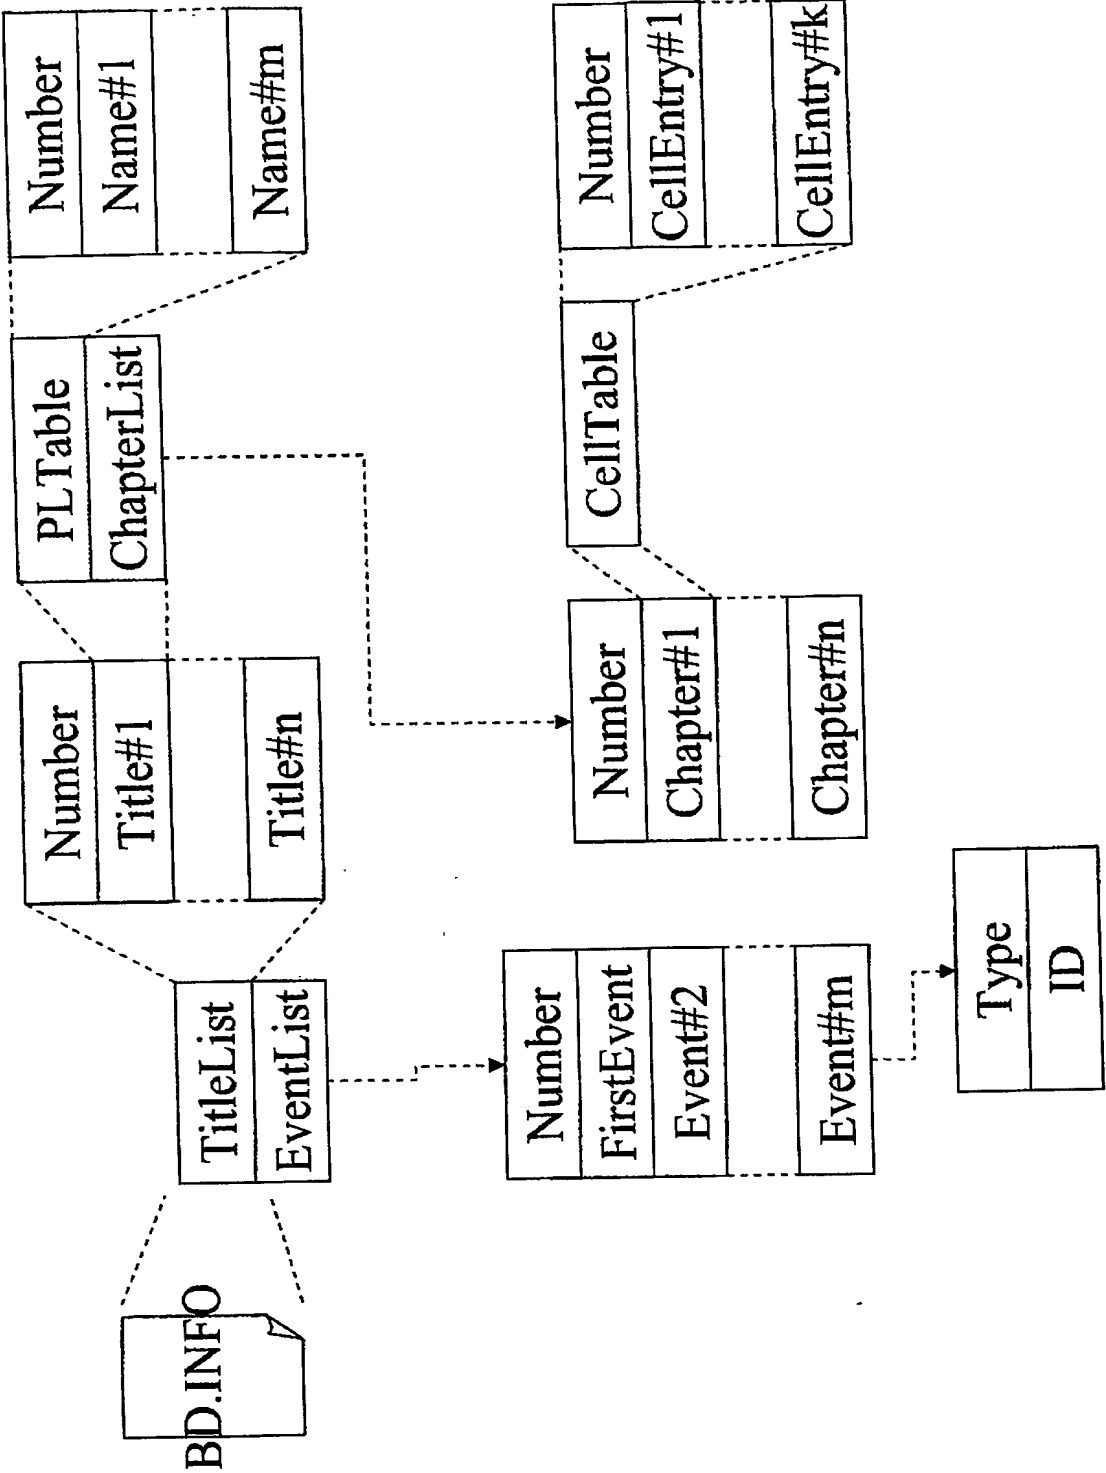 BD.INFO
TitleList
EventList
Number
Title#1
Title#n
PLTable
ChapterList
Number
Name#1
Name#m
Number
FirstEvent
Event#2
Event#m
Type
ID
Number
Chapter#1
Chapter#n
CellTable
Number
CellEntry#1
CellEntry#k